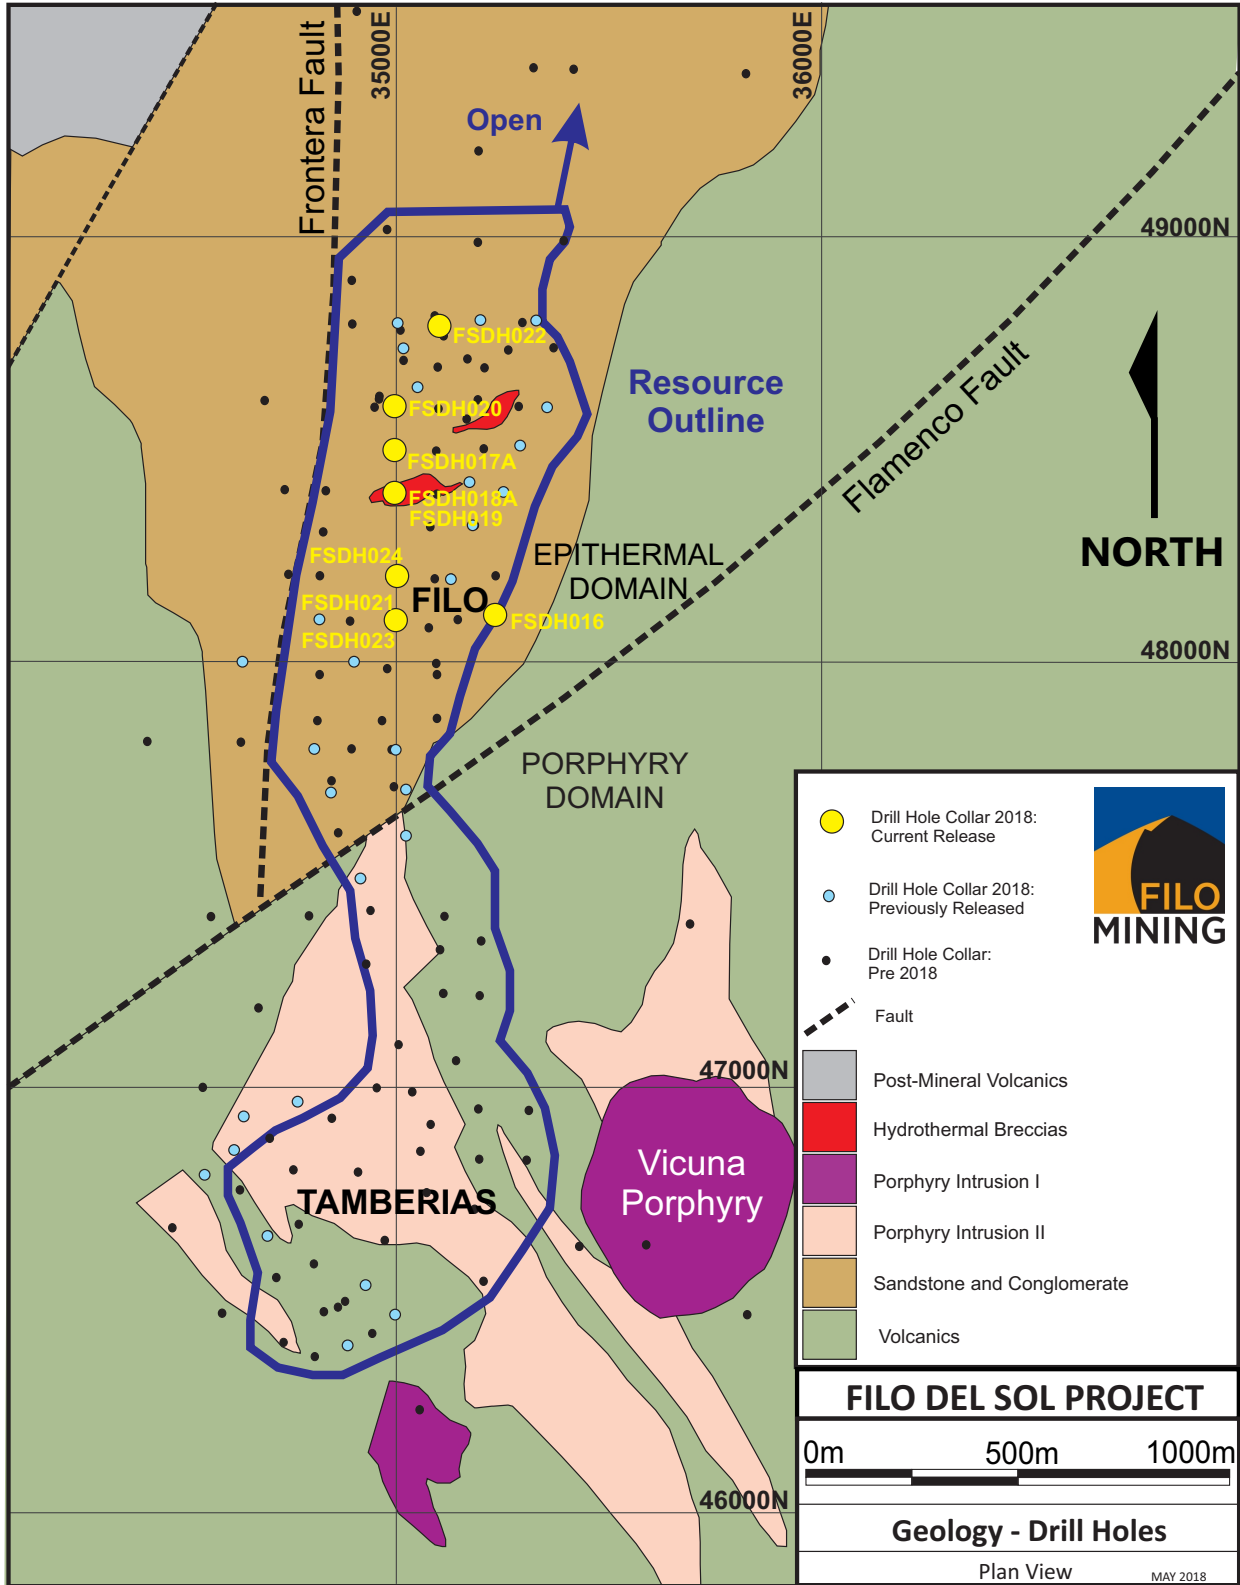 Frontera Fault
35000E
36000E
Open
49000N
FSDH022
Resource
Outline
FSDH020
FSDH017A
FSDH018A
FSDH019
Flamenco Fault
NORTH
EPITHERMAL
DOMAIN
FSDH024
FILO
FSDH021
FSDH016
FSDH023
48000N
PORPHYRY
DOMAIN
47000N
Vicuna
Porphyry
TAMBERIAS
46000N
Drill Hole Collar 2018:
Current Release
Drill Hole Collar 2018:
Previously Released
Drill Hole Collar:
Pre 2018
Fault
FILO
MINING
Post-Mineral Volcanics
Hydrothermal Breccias
Porphyry Intrusion I
Porphyry Intrusion II
Sandstone and Conglomerate
Volcanics
FILO DEL SOL PROJECT
0m 500m 1000m
Geology - Drill Holes
Plan View MAY 2018